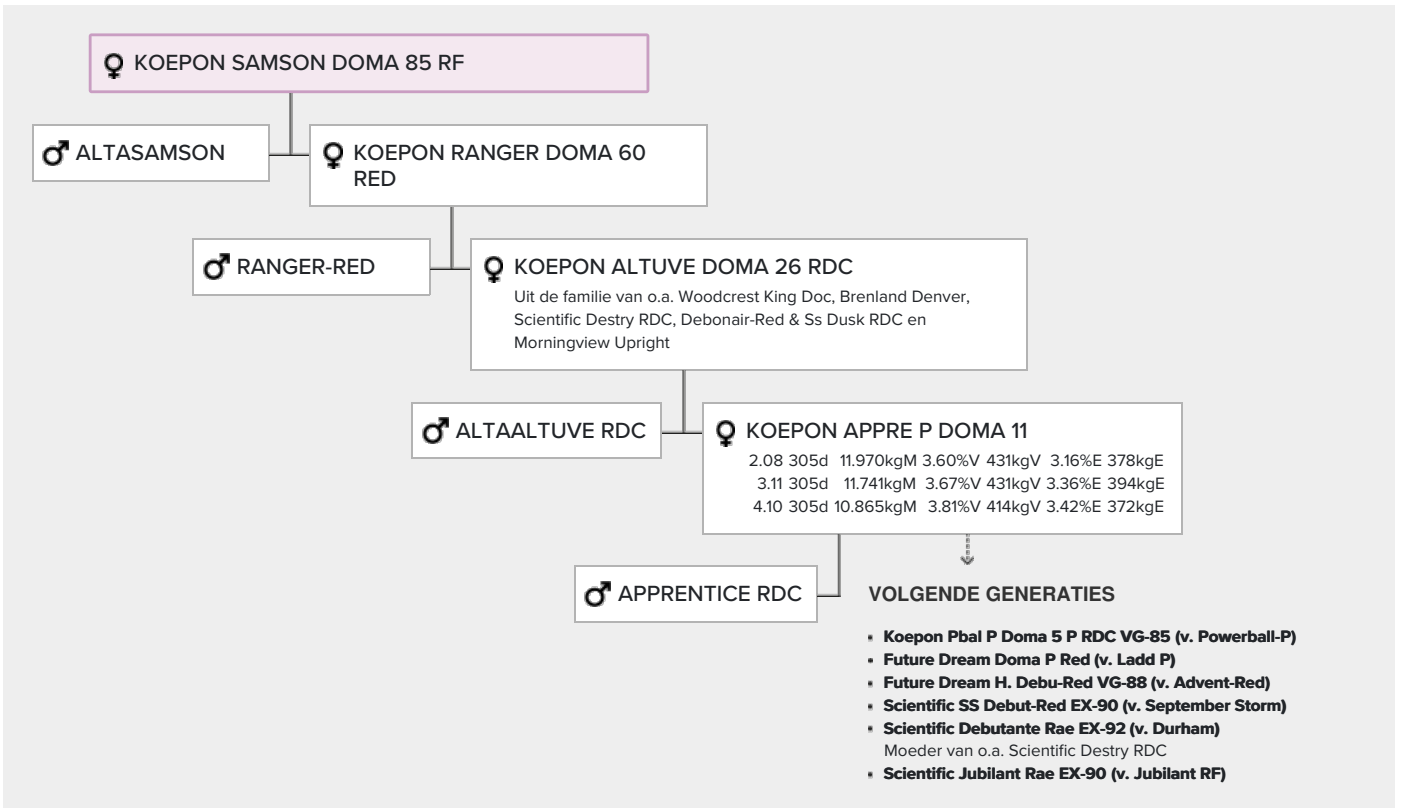 KOEPON SAMSON DOMA 85 RF
ALTASAMSON
KOEPON RANGER DOMA 60
RED
RANGER-RED
KOEPON ALTUVE DOMA 26 RDC
Uit de familie van o.a. Woodcrest King Doc, Brenland Denver,
Scientific Destry RDC, Debonair-Red & Ss Dusk RDC en
Morningview Upright
ALTAALTUVE RDC
KOEPON APPRE P DOMA 11
2.08 305d 11.970kgM 3.60%V 431kgV 3.16%E 378kgE
3.11 305d 11.741kgM 3.67%V 431kgV 3.36%E 394kgE
4.10 305d 10.865kgM 3.81%V 414kgV 3.42%E 372kgE
APPRENTICE RDC
VOLGENDE GENERATIES
Koepon Pbal P Doma 5 P RDC VG-85 (v. Powerball-P)
Future Dream Doma P Red (v. Ladd P)
Future Dream H. Debu-Red VG-88 (v. Advent-Red)
Scientific SS Debut-Red EX-90 (v. September Storm)
Scientific Debutante Rae EX-92 (v. Durham)
Moeder van o.a. Scientific Destry RDC
Scientific Jubilant Rae EX-90 (v. Jubilant RF)